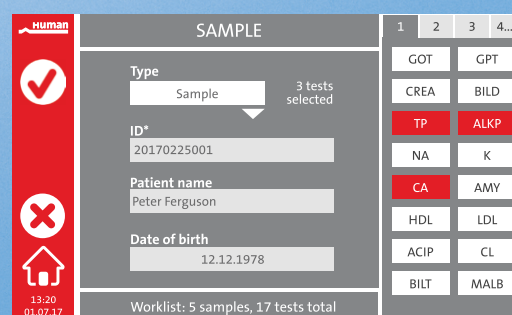 Human
SAMPLE
Type
Sample
3 tests
selected
ID*
20170225001
Patient name
Peter Ferguson
Date of birth
12.12.1978
Worklist: 5 samples, 17 tests total
13:20
01.07.17
1 2 3 4...
GOT GPT
CREA BILD
TP ALKP
NA K
CA AMY
HDL LDL
ACIP CL
BILT MALB